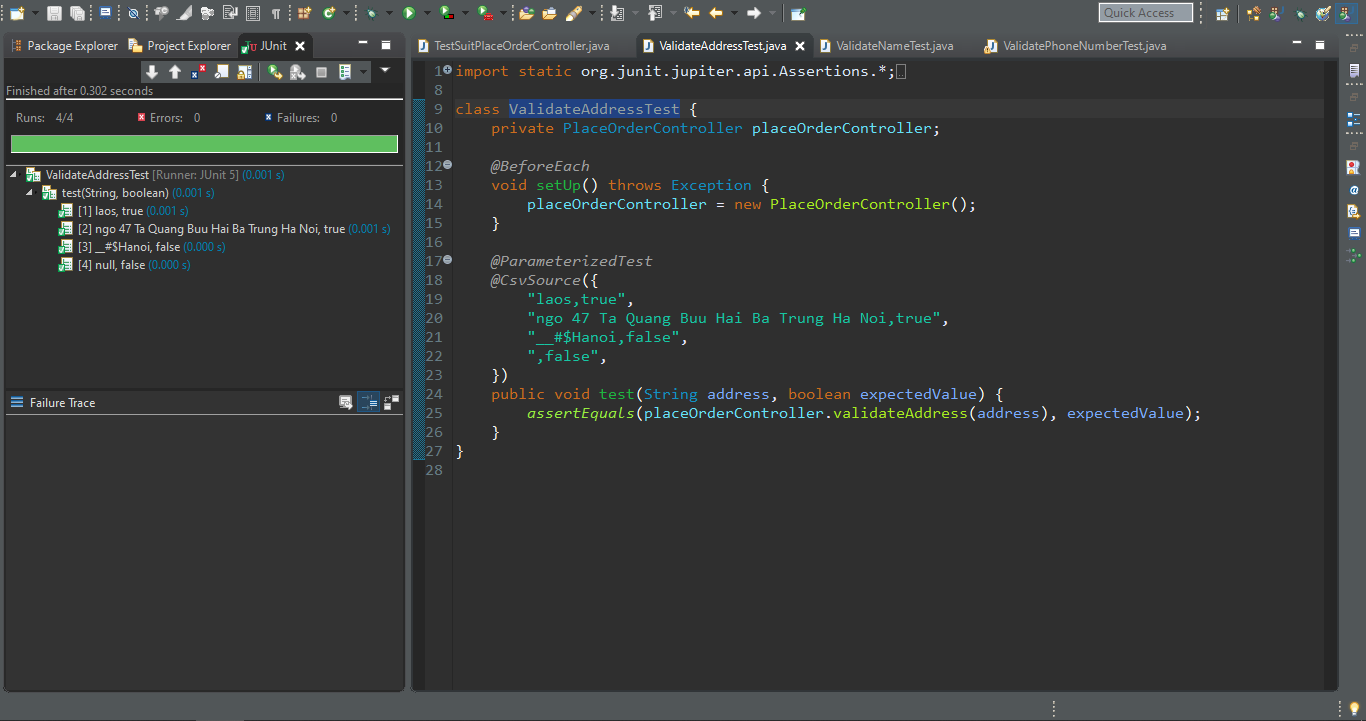 Quick Access
Package Explorer
Project Explorer
JUnit
Finished after 0.302 seconds
Runs: 4/4
Errors: 0
Failures: 0
ValidateAddressTest [Runner: JUnit 5] (0.001 s)
test(String, boolean) (0.001 s)
[1] laos, true (0.001 s)
[2] ngo 47 Ta Quang Buu Hai Ba Trung Ha Noi, true (0.001 s)
[3] __#$Hanoi, false (0.000 s)
[4] null, false (0.000 s)
Failure Trace
TestSuitPlaceOrderController.java
ValidateAddressTest.java
ValidateNameTest.java
ValidatePhoneNumberTest.java
1 import static org.junit.jupiter.api.Assertions.*;
8
9 class ValidateAddressTest {
10 private PlaceOrderController placeOrderController;
11
12 @BeforeEach
13 void setUp() throws Exception {
14 placeOrderController = new PlaceOrderController();
15 }
16
17 @ParameterizedTest
18 @CsvSource({
19 "laos,true",
20 "ngo 47 Ta Quang Buu Hai Ba Trung Ha Noi,true",
21 "__#$Hanoi,false",
22 ",false",
23 })
24 public void test(String address, boolean expectedValue) {
25 assertEquals(placeOrderController.validateAddress(address), expectedValue);
26 }
27 }
28